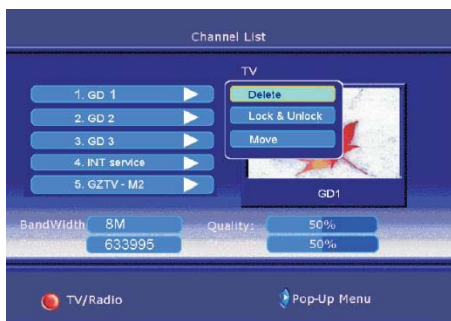 Channel List
TV
1. GD 1
2. GD 2
3. GD 3
4. INT service
5. GZTV - M2
Delete
Lock & Unlock
Move
GD1
BandWidth 8M
Quality: 50%
633995
50%
TV/Radio
Pop-Up Menu